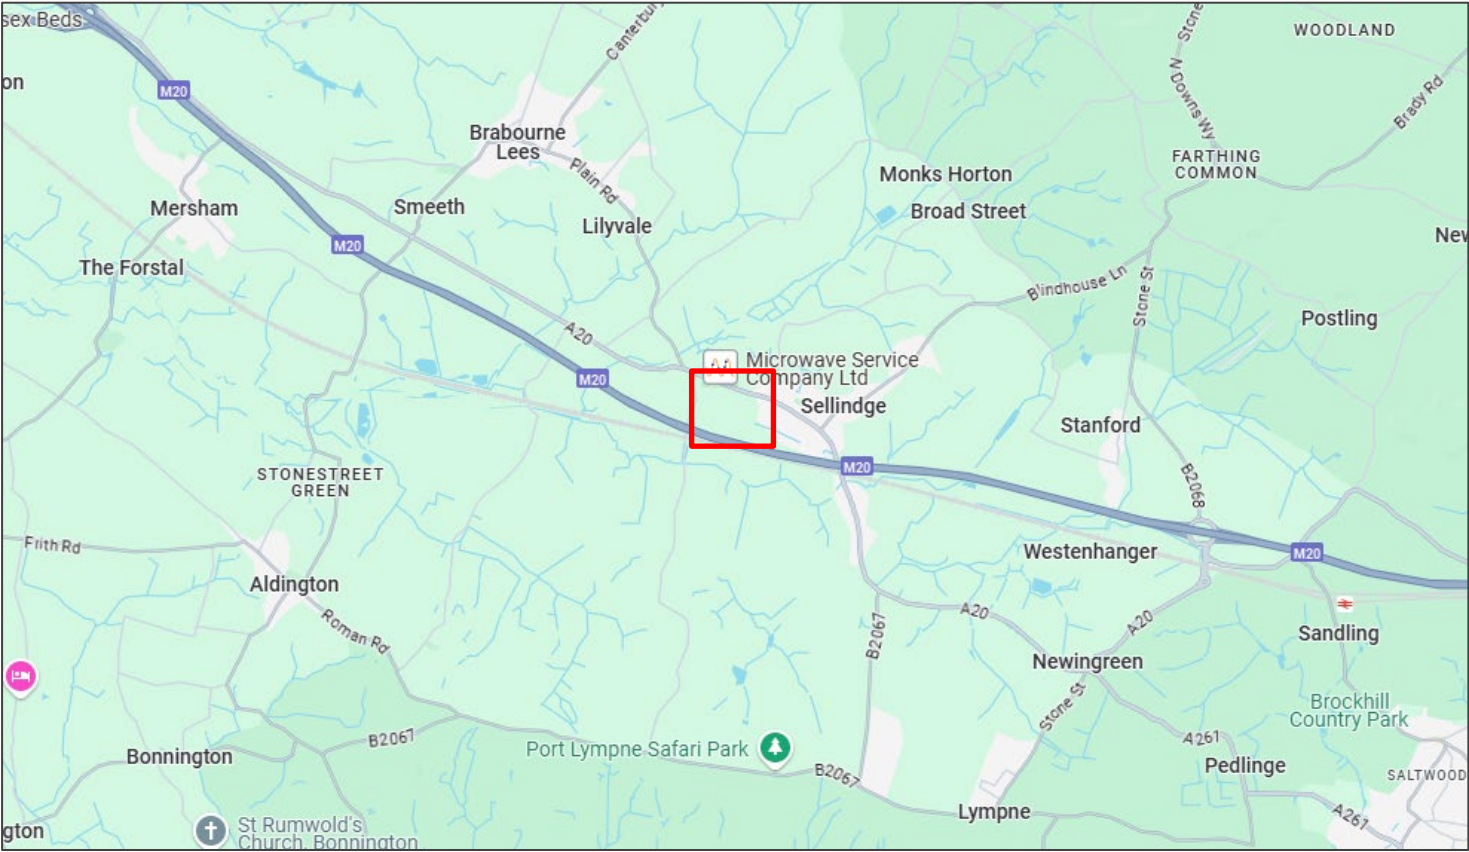 sex Beds
WOODLAND
Canterbury
Stone
on
M20
N Downs Wy
Brady Rd
Brabourne
Lees
FARTHING
COMMON
Plain Rd
Monks Horton
Mersham
Smeeth
Broad Street
Lilyvale
New
M20
The Forstal
Blindhouse Ln
Stone St
Postling
A20
Microwave Service
Company Ltd
M20
Sellindge
Stanford
M20
STONESTREET
GREEN
B2068
Frith Rd
Westenhanger
M20
Aldington
A20
A20
Roman Rd
B2067
Sandling
Newingreen
Stone St
Brockhill
Country Park
B2067
A261
Port Lympne Safari Park
Bonnington
B2067
Pedlinge
SALTWOOD
Lympne
A261
gton
St Rumwold's
Church, Bonnington